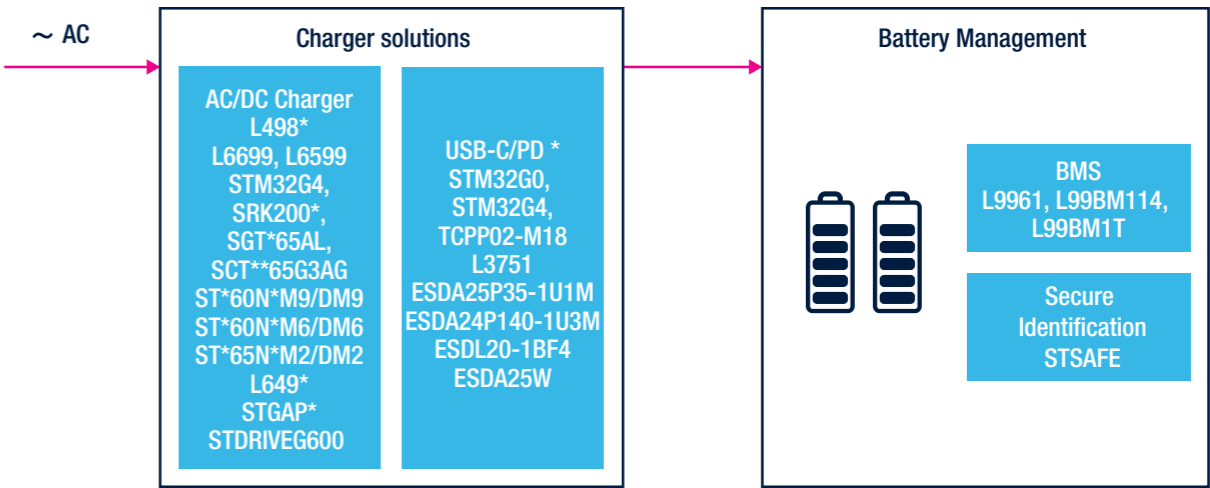 ~ AC
Charger solutions
AC/DC Charger
L498*
L6699, L6599
STM32G4,
SRK200*,
SGT*65AL,
SCT**65G3AG
ST*60N*M9/DM9
ST*60N*M6/DM6
ST*65N*M2/DM2
L649*
STGAP*
STDRIVEG600
USB-C/PD *
STM32G0,
STM32G4,
TCPP02-M18
L3751
ESDA25P35-1U1M
ESDA24P140-1U3M
ESDL20-1BF4
ESDA25W
Battery Management
BMS
L9961, L99BM114,
L99BM1T
Secure
Identification
STSAFE